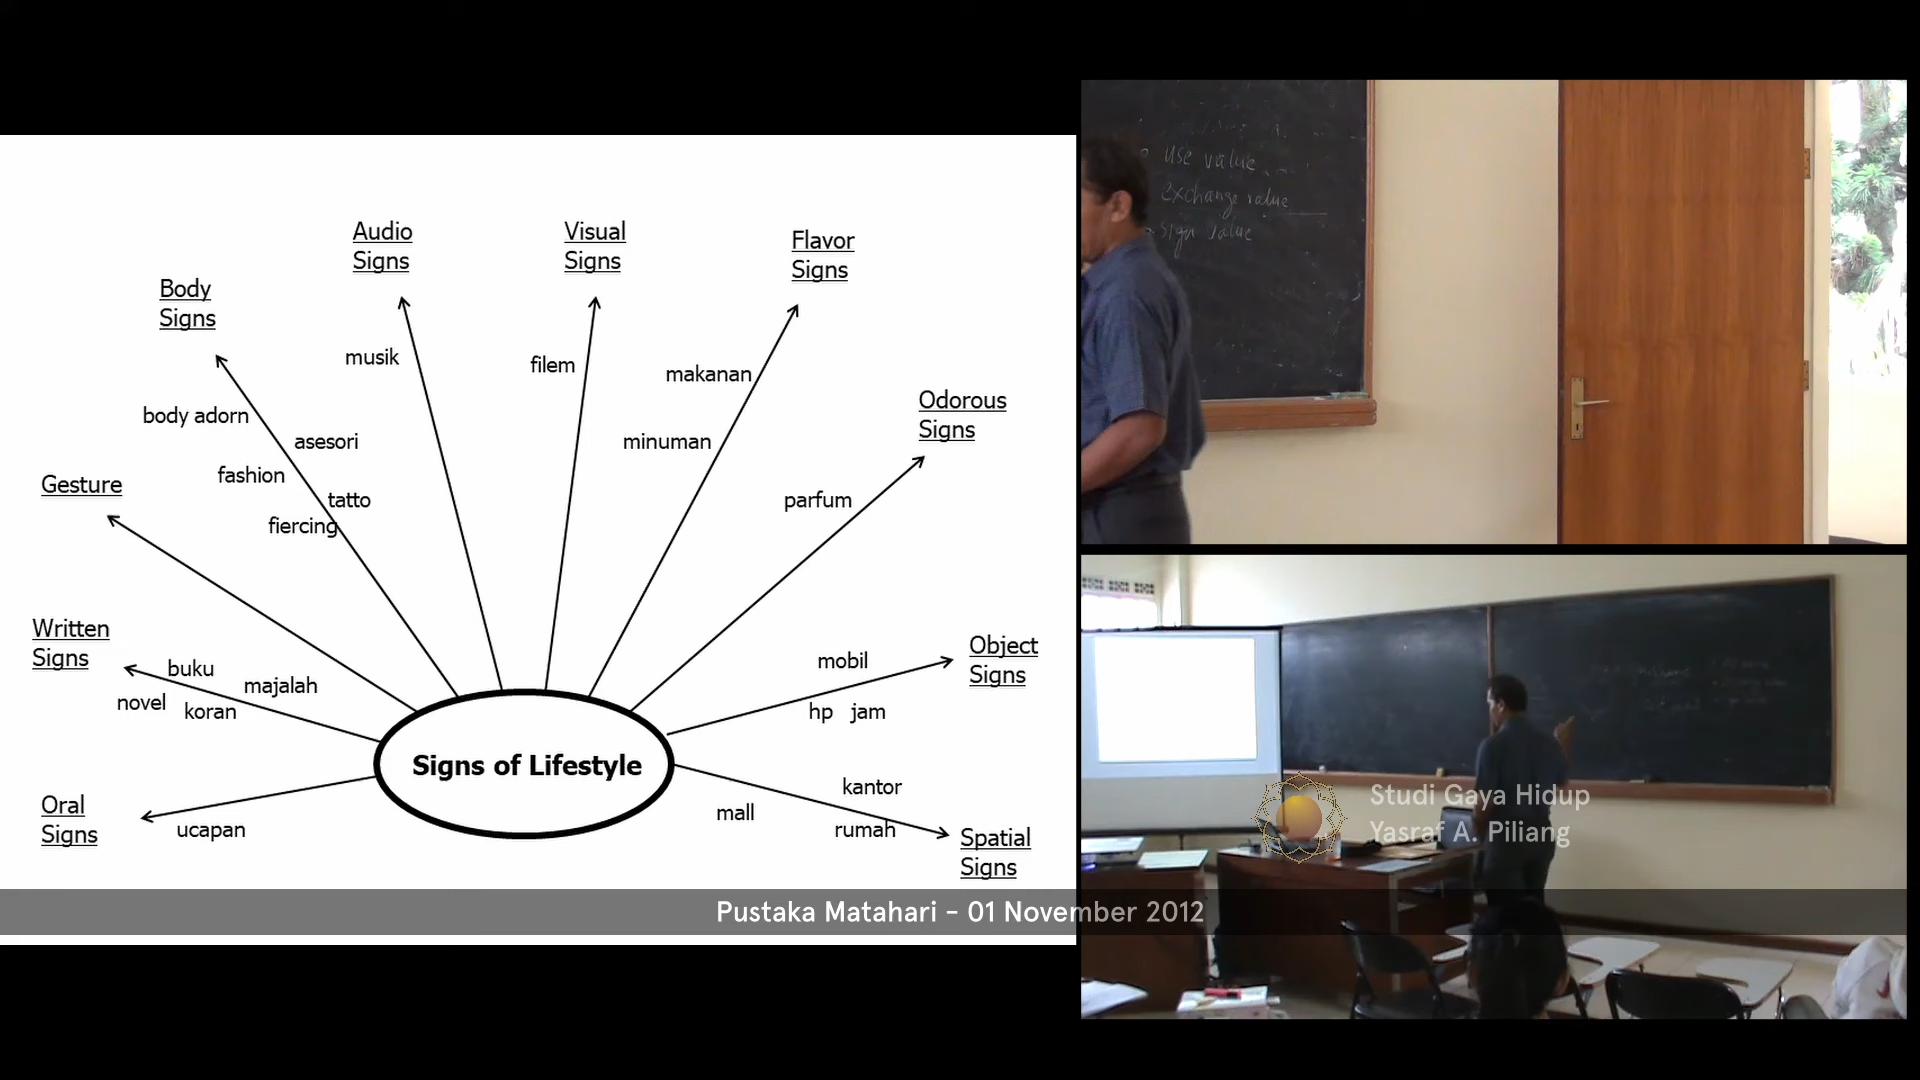 Audio
Signs
Visual
Signs
Flavor
Signs
Body
Signs
musik
filem
makanan
Odorous
Signs
body adorn
asesori
minuman
fashion
Gesture
tatto
parfum
fiercing
Written
Signs
buku
majalah
novel
koran
mobil
Object
Signs
hp jam
Signs of Lifestyle
kantor
mall
rumah
Oral
Signs
ucapan
Spatial
Signs
use value
exchange value
sign value
Studi Gaya Hidup
Yasraf A. Piliang
Pustaka Matahari - 01 November 2012